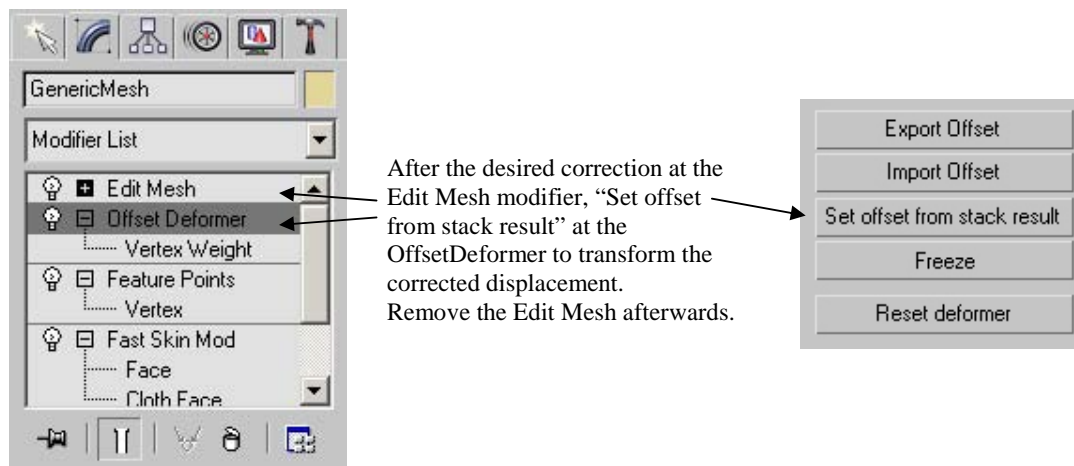 GenericMesh
Modifier List
Edit Mesh
Offset Deformer
Vertex Weight
Feature Points
Vertex
Fast Skin Mod
Face
Cloth Face
After the desired correction at the
Edit Mesh modifier, “Set offset
from stack result” at the
OffsetDeformer to transform the
corrected displacement.
Remove the Edit Mesh afterwards.
Export Offset
Import Offset
Set offset from stack result
Freeze
Reset deformer